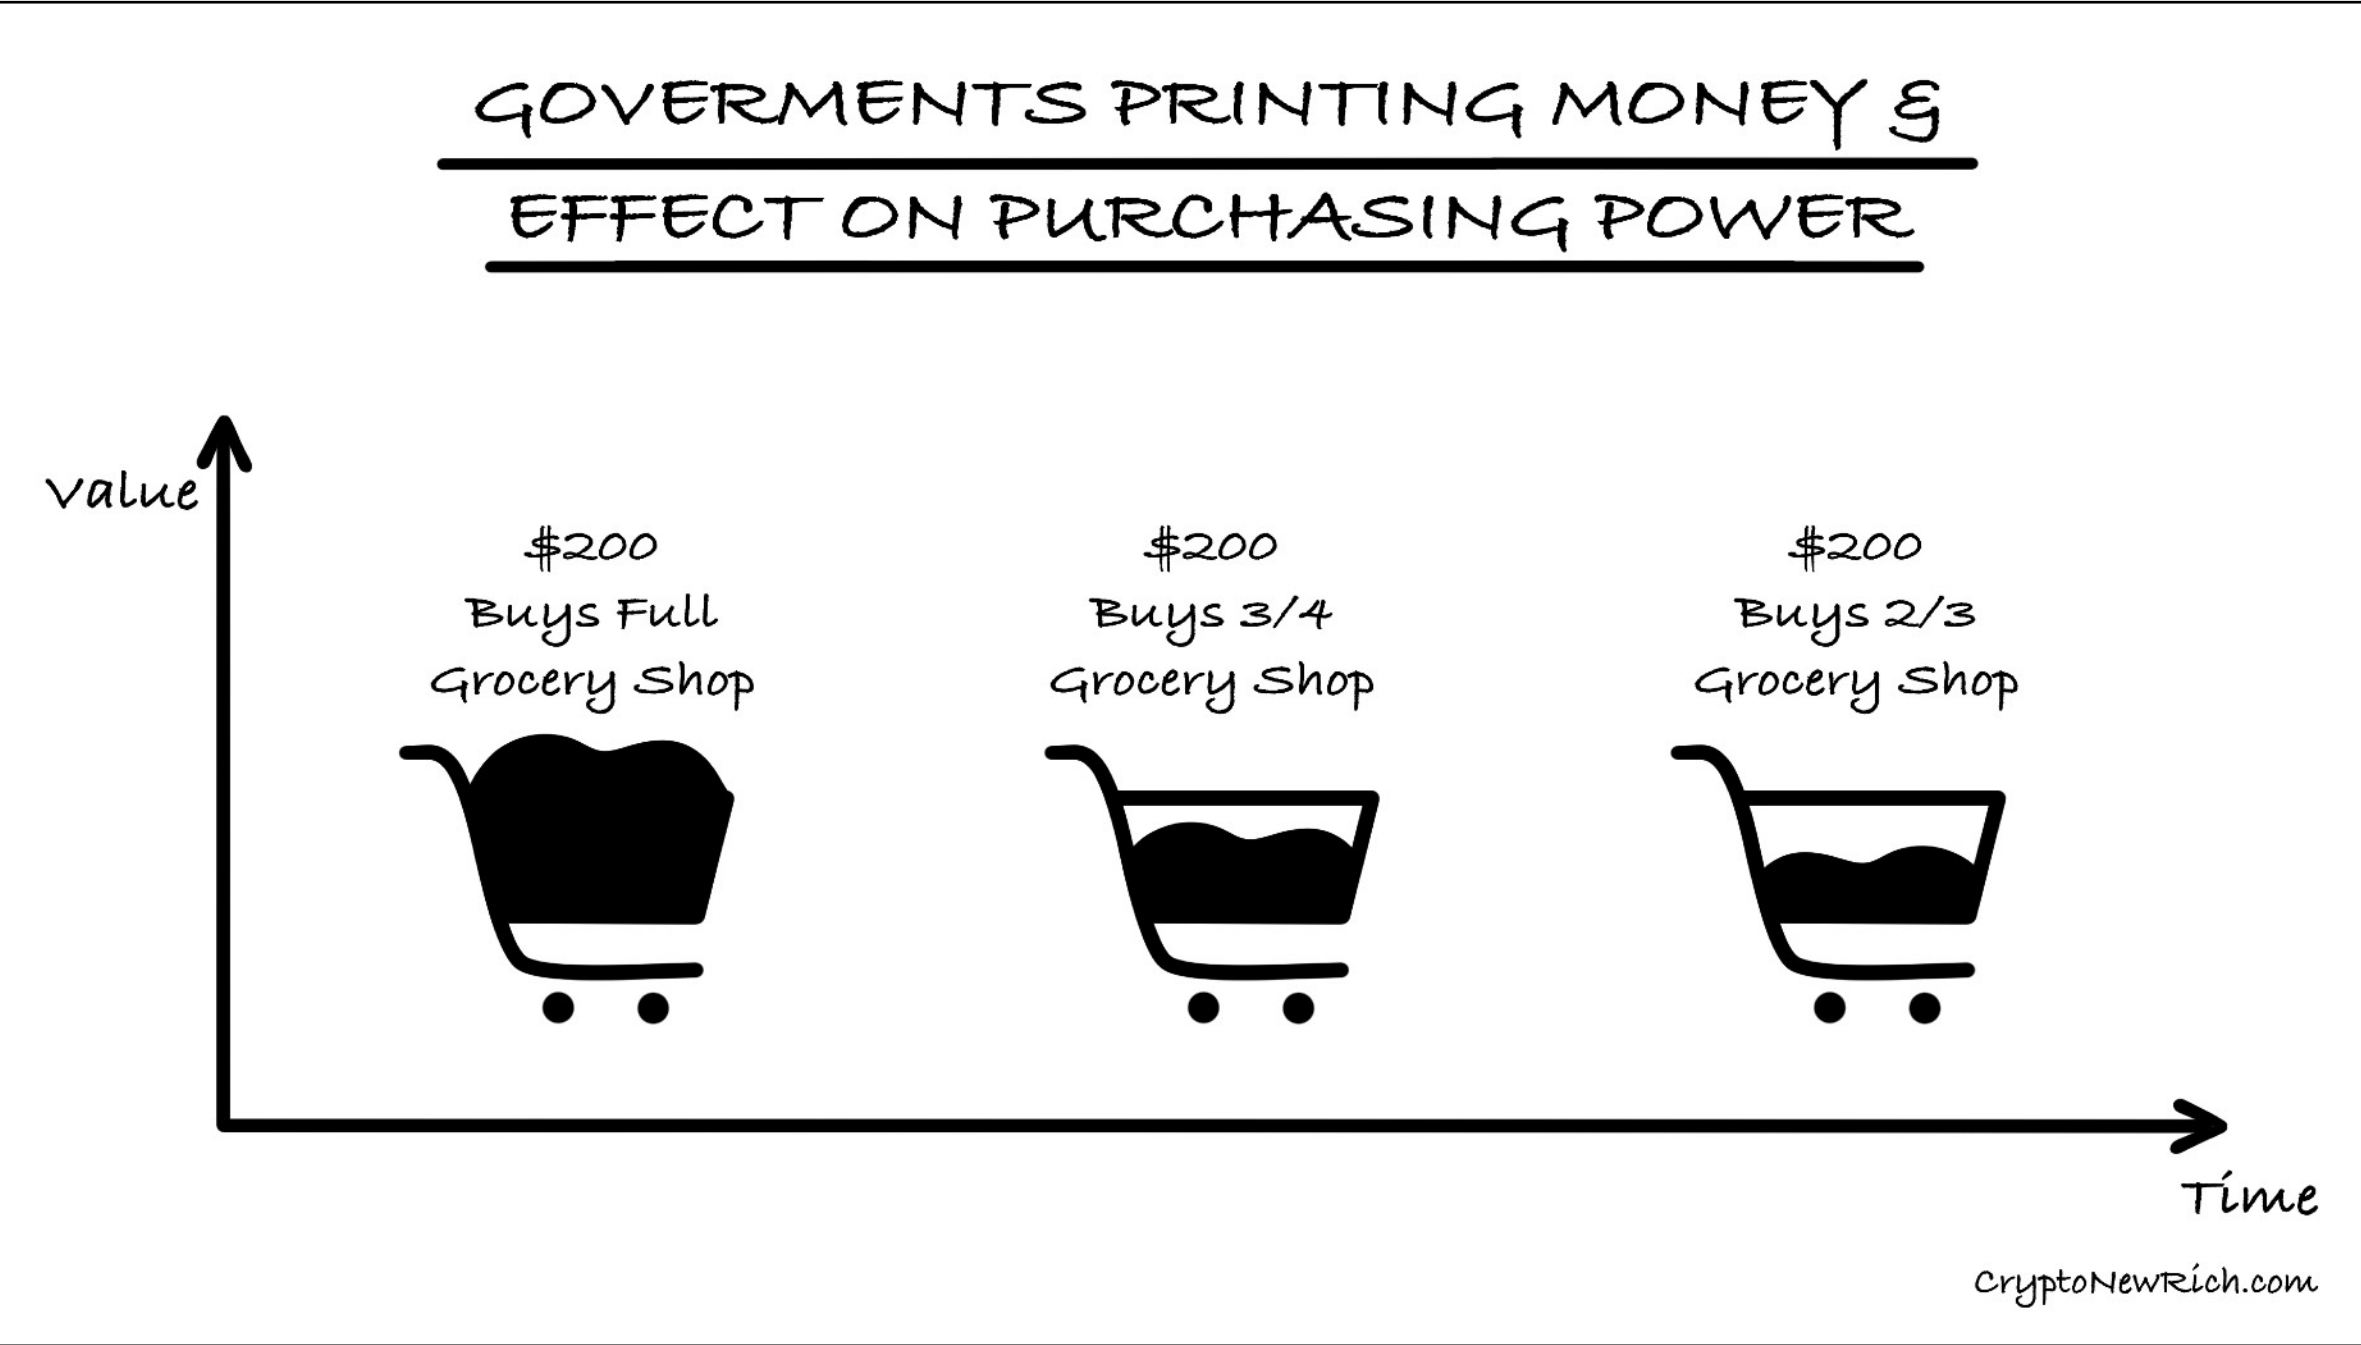 GOVERMENTS PRINTING MONEY &
EFFECT ON PURCHASING POWER
Value
$200
Buys Full
Grocery Shop
$200
Buys 3/4
Grocery Shop
$200
Buys 2/3
Grocery Shop
Time
CryptoNewRich.com